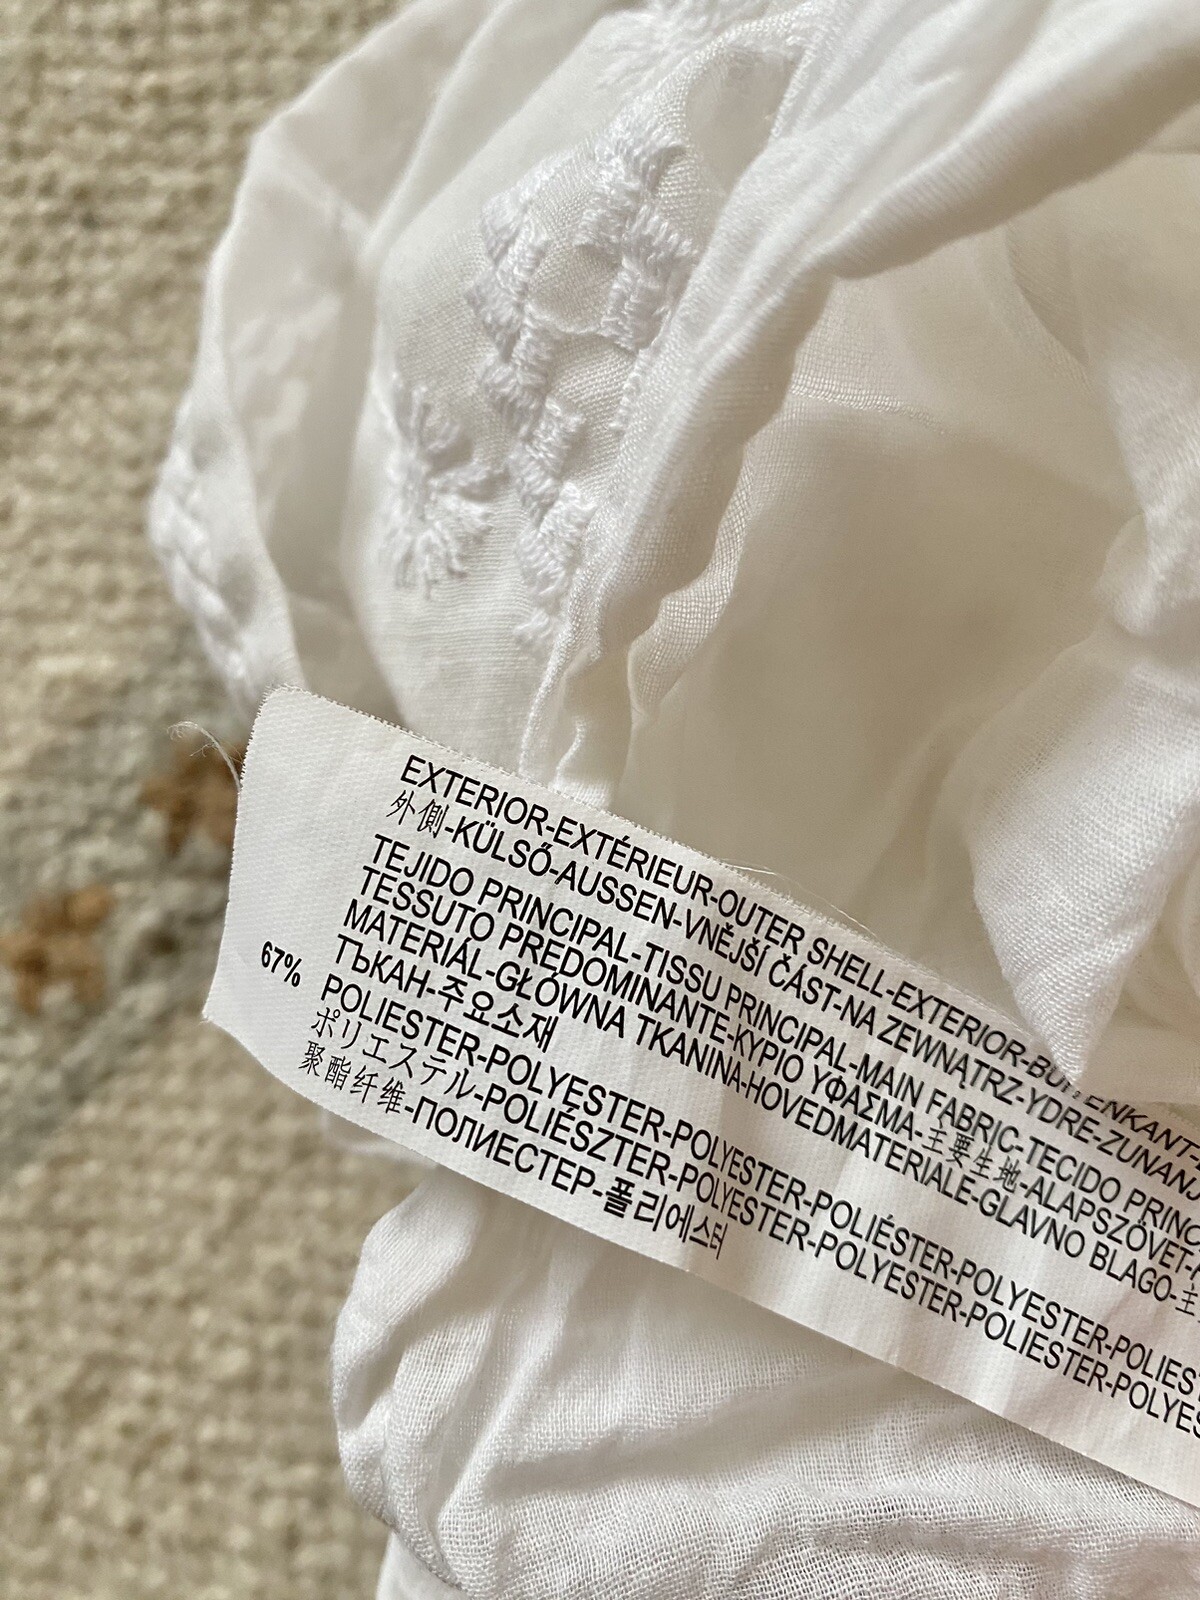 EXTERIOR-EXTÉRIEUR-OUTER SHELL-EXTERIOR-
外側-KÜLSŐ-AUSSEN-VNĚJŠÍ ČÁST-NA ZEWNĄTRZ-YDRE-ZUNANJ
TEJIDO PRINCIPAL-TISSU PRINCIPAL-MAIN FABRIC-TECIDO PRINC
TESSUTO PREDOMINANTE-ΚΥΡΙΟ ΥΦΑΣΜΑ-主要生地-ALAPSZÖVET-
MATERIÁL-GŁÓWNA TKANINA-HOVEDMATERIALE-GLAVNO BLAGO-主
ТЪКАН-주요소재
67% POLIESTER-POLYESTER-POLYESTER-POLIÉSTER-POLYESTER-POLIES
ポリエステル-POLIÉSZTER-POLYESTER-POLYESTER-POLIESTER-POLYES
聚酯纤维-ПОЛИЕСТЕР-폴리에스터